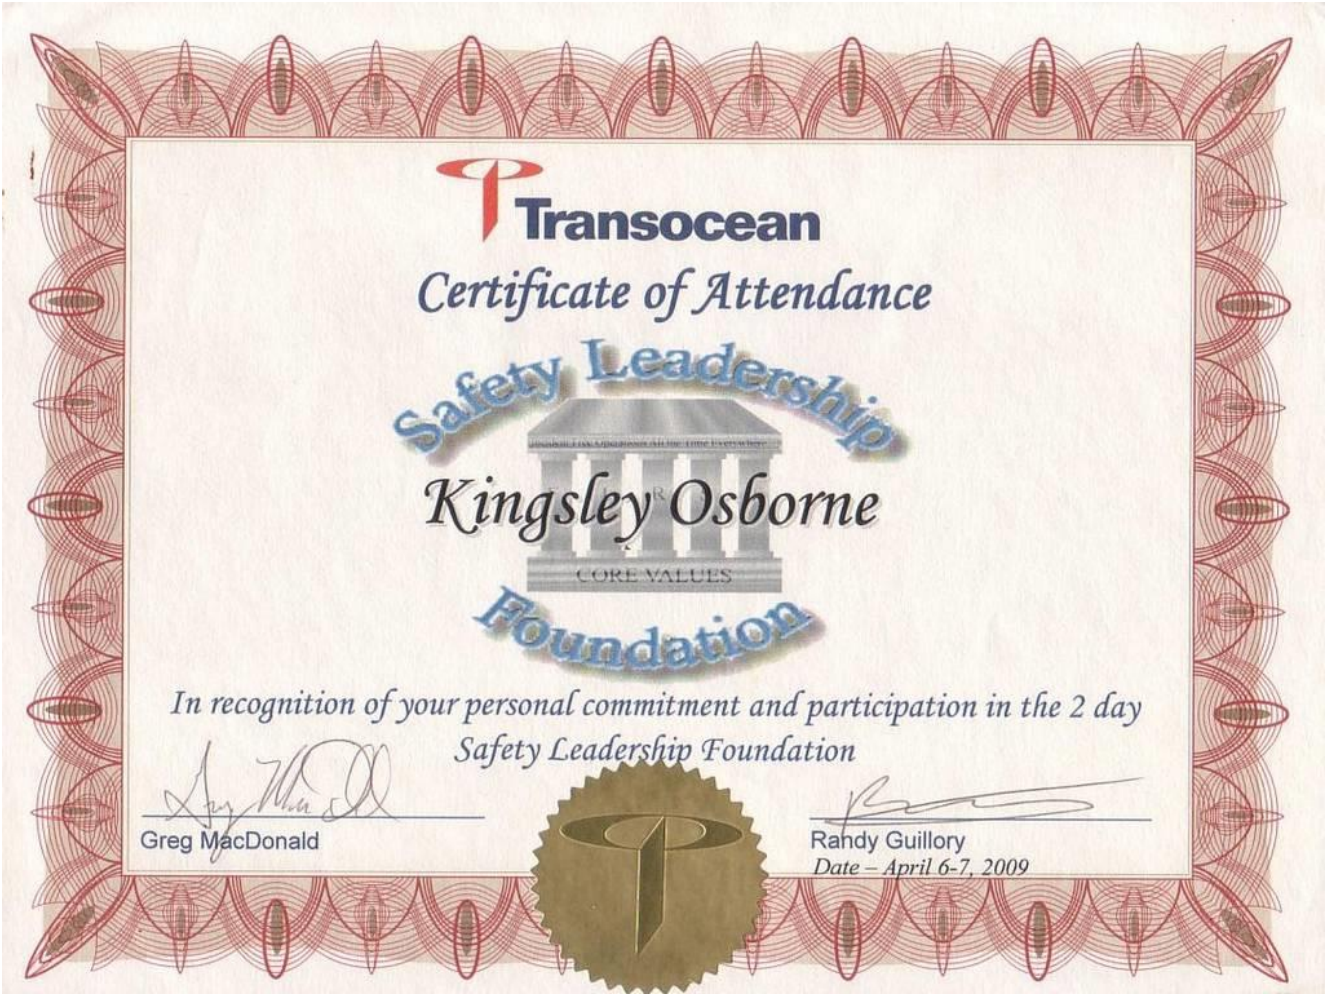 Transocean
Certificate of Attendance
Safety Leadership
Kingsley Osborne
CORE VALUES
Foundation
In recognition of your personal commitment and participation in the 2 day
Safety Leadership Foundation
Greg MacDonald
Randy Guillory
Date – April 6-7, 2009